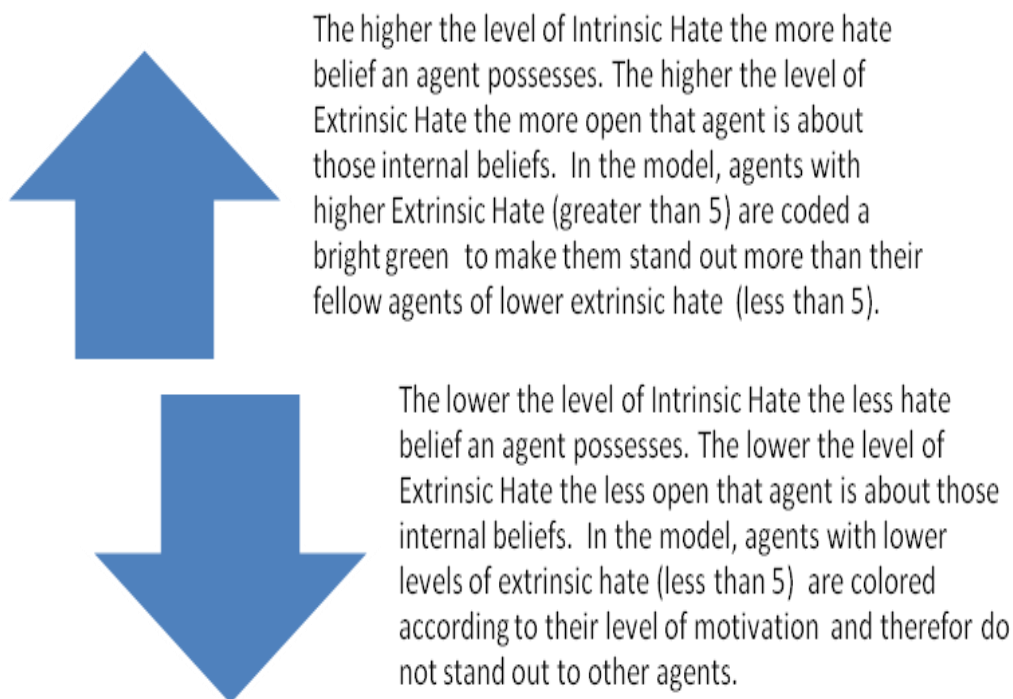 The higher the level of Intrinsic Hate the more hate
belief an agent possesses. The higher the level of
Extrinsic Hate the more open that agent is about
those internal beliefs.  In the model, agents with
higher Extrinsic Hate (greater than 5) are coded a
bright green  to make them stand out more than their
fellow agents of lower extrinsic hate  (less than 5).
The lower the level of Intrinsic Hate the less hate
belief an agent possesses. The lower the level of
Extrinsic Hate the less open that agent is about those
internal beliefs.  In the model, agents with lower
levels of extrinsic hate (less than 5)  are colored
according to their level of motivation  and therefor do
not stand out to other agents.